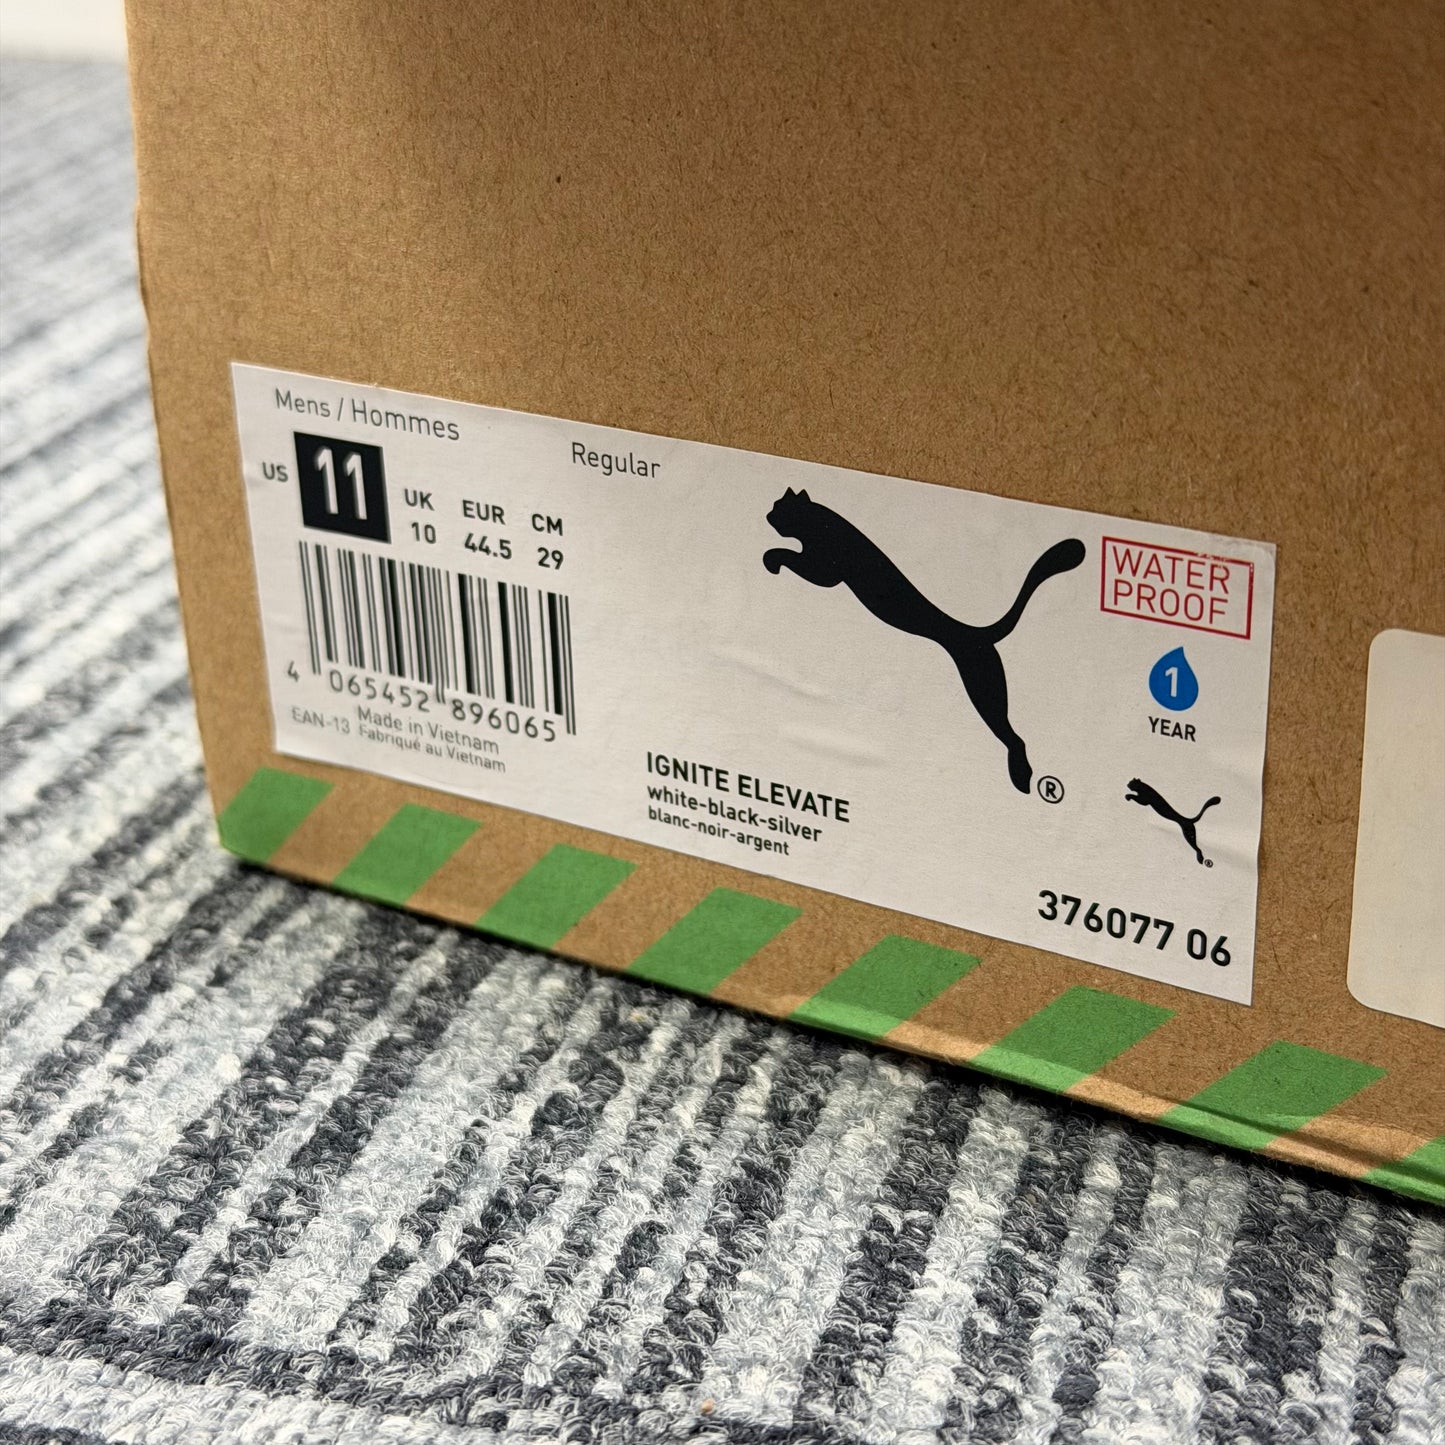 Mens / Hommes
Regular
US 11
UK EUR CM
10 44.5 29
4 065452 896065
EAN-13 Made in Vietnam
Fabriqué au Vietnam
IGNITE ELEVATE
white-black-silver
blanc-noir-argent
®
WATER
PROOF
1
YEAR
®
376077 06